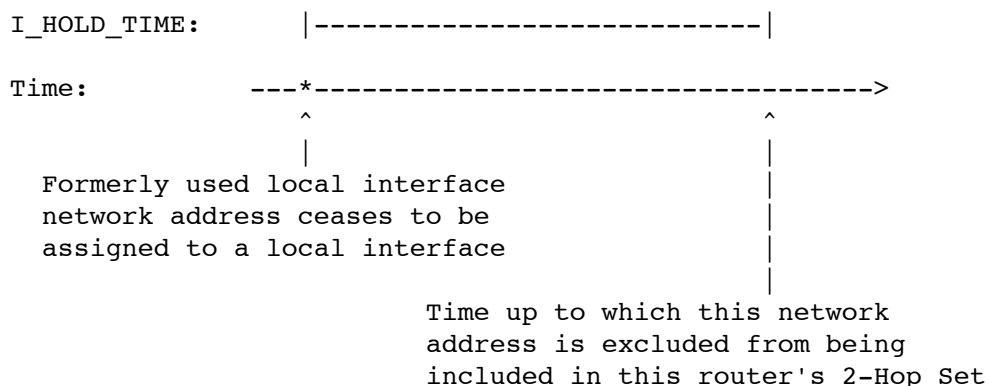 I_HOLD_TIME:      |----------------------------|
Time:          ---*----------------------------------->
                  ^                            ^
                  |                            |
  Formerly used local interface                |
  network address ceases to be                 |
  assigned to a local interface                |
                                               |
                          Time up to which this network
                          address is excluded from being
                          included in this router's 2-Hop Set